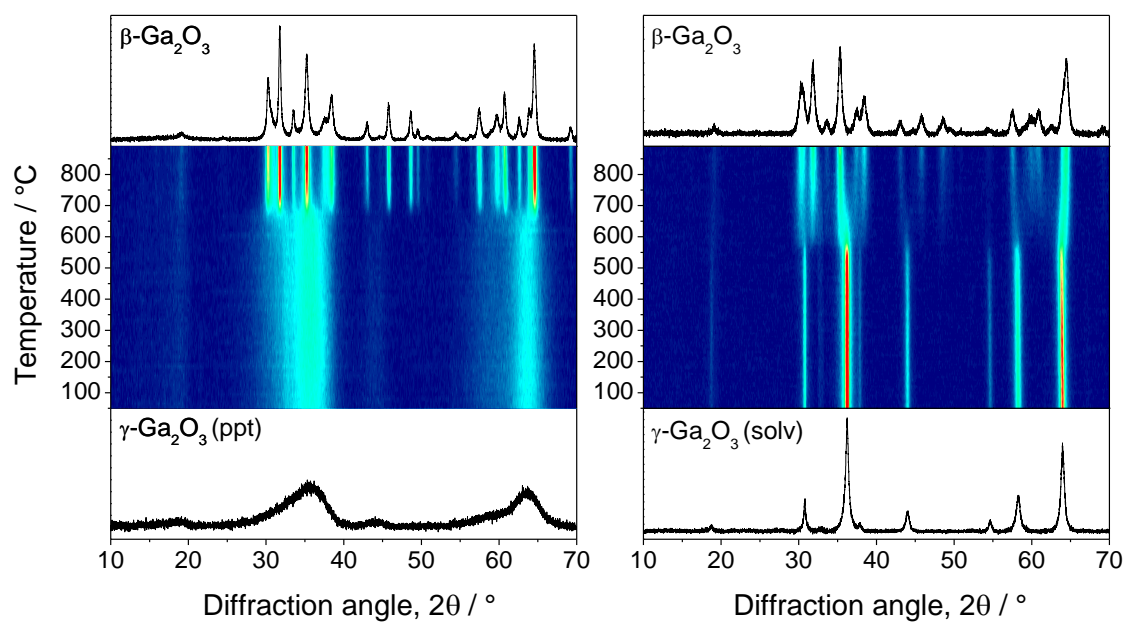 β-Ga₂O₃
β-Ga₂O₃
Temperature / °C
800
700
600
500
400
300
200
100
800
700
600
500
400
300
200
100
γ-Ga₂O₃ (ppt)
γ-Ga₂O₃ (solv)
10 20 30 40 50 60 70
10 20 30 40 50 60 70
Diffraction angle, 2θ / °
Diffraction angle, 2θ / °